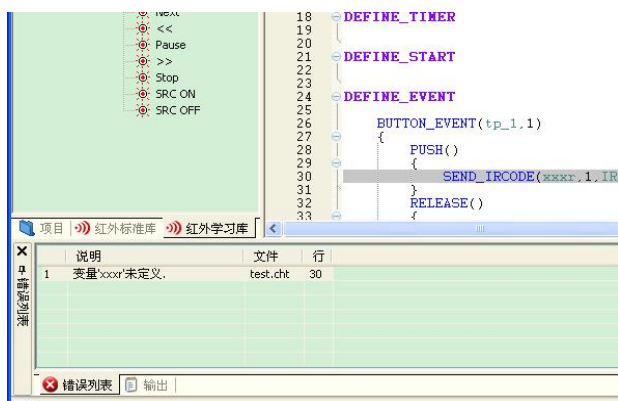 Next
<<
Pause
>>
Stop
SRC ON
SRC OFF
18 DEFINE_TIMER
19
20
21 DEFINE_START
22
23
24 DEFINE_EVENT
25
26 BUTTON_EVENT(tp_1,1)
27 {
28 PUSH()
29 {
30 SEND_IRCODE(xxxr,1,IR
31 }
32 RELEASE()
33 {
项目 红外标准库 红外学习库
错误列表
说明 文件 行
1 变量'xxxr'未定义. test.cht 30
错误列表 输出